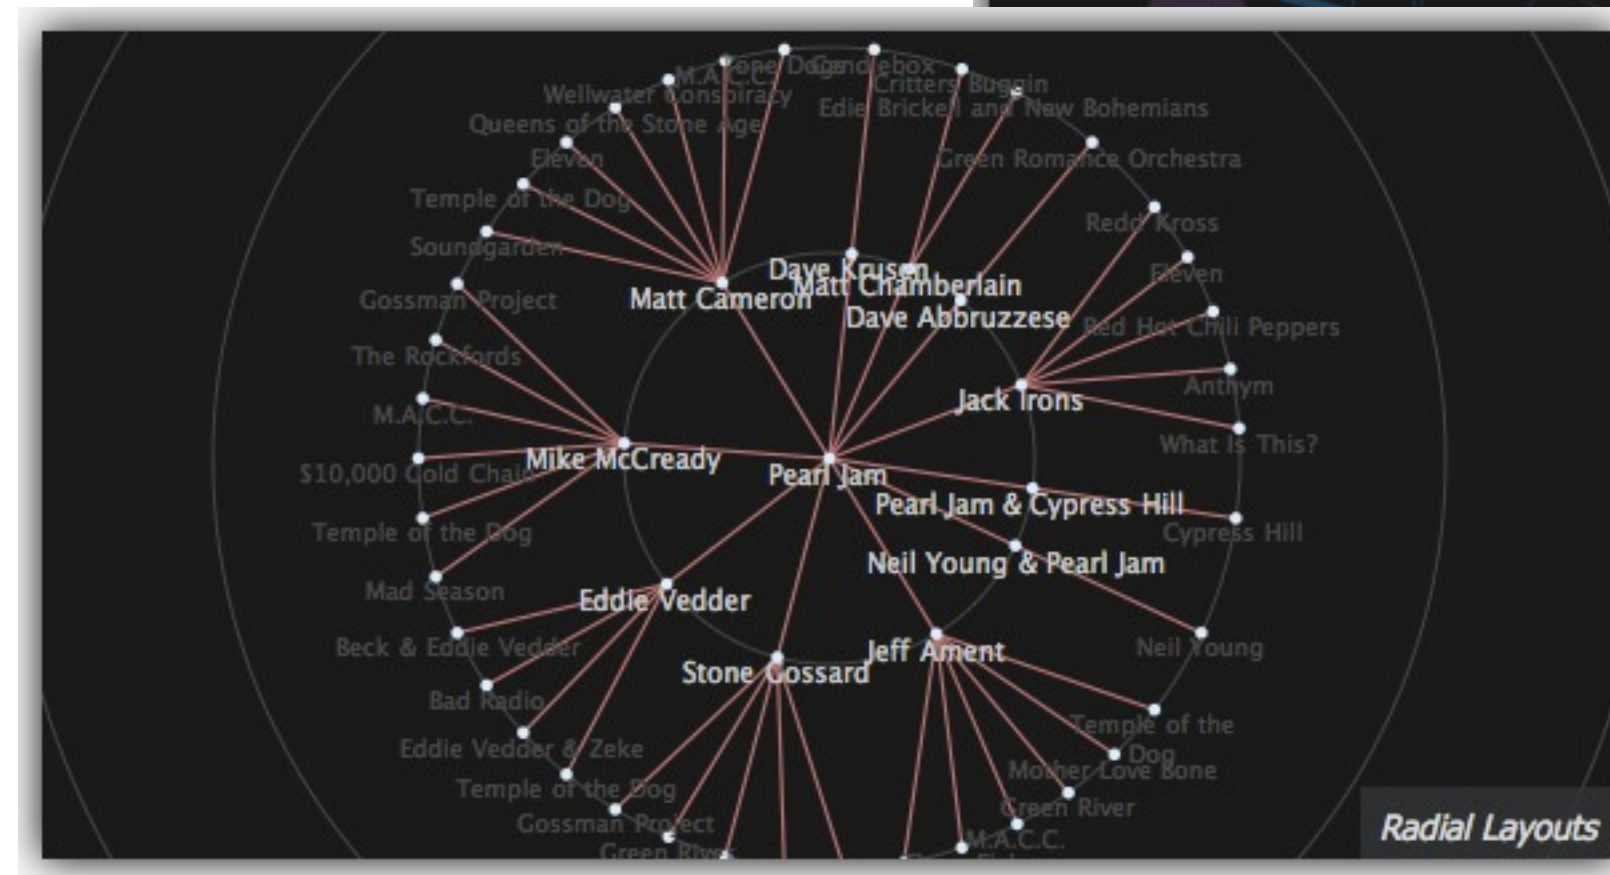 Stone Dogs
Candlebox
M.A.C.C.
Critters Buggin
Wellwater Conspiracy
Edie Brickell and New Bohemians
Queens of the Stone Age
Eleven
Green Romance Orchestra
Temple of the Dog
Redd Kross
Soundgarden
Dave Krusen
Eleven
Matt Chamberlain
Matt Cameron
Gossman Project
Dave Abbruzzese
Red Hot Chili Peppers
The Rockfords
Anthym
Jack Irons
M.A.C.C.
What Is This?
Mike McCready
$10,000 Gold Chain
Pearl Jam
Pearl Jam & Cypress Hill
Temple of the Dog
Cypress Hill
Neil Young & Pearl Jam
Mad Season
Eddie Vedder
Beck & Eddie Vedder
Neil Young
Jeff Ament
Stone Gossard
Bad Radio
Temple of the
Dog
Eddie Vedder & Zeke
Mother Love Bone
Temple of the Dog
Green River
Gossman Project
Radial Layouts
M.A.C.C.
Green River